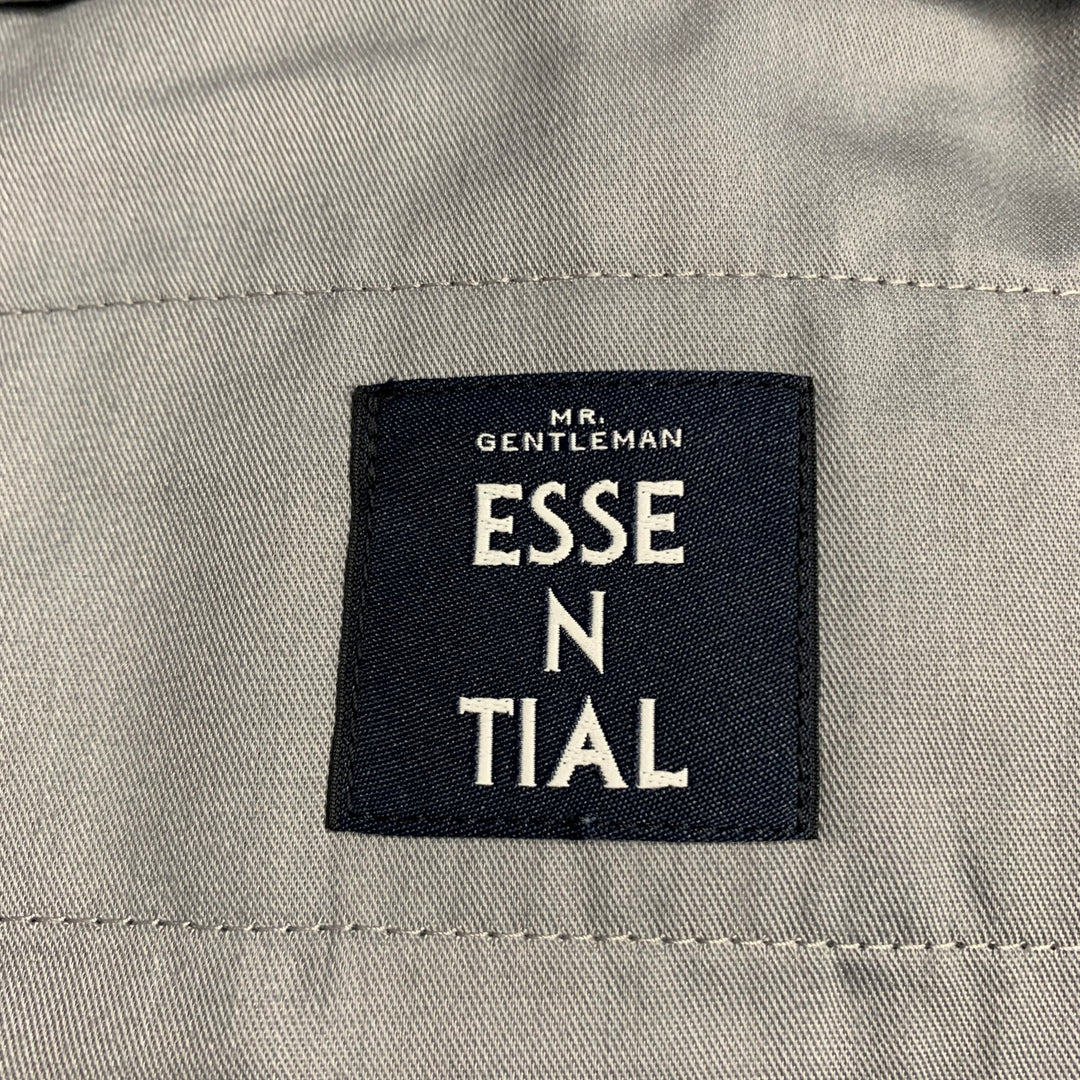 MR.
GENTLEMAN
ESSE
N
TIAL